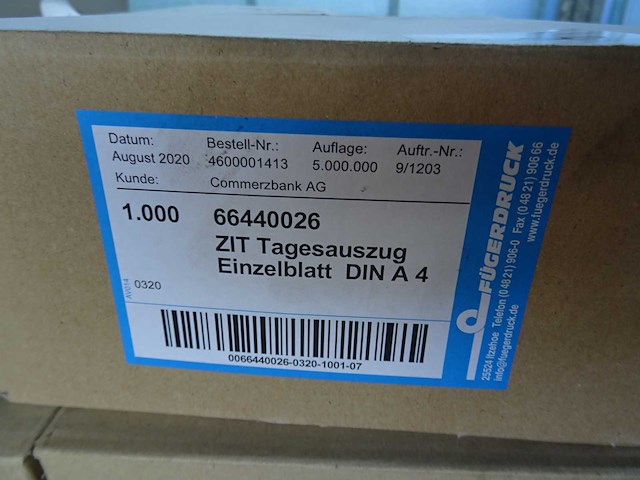 Datum: Bestell-Nr.: Auflage: Auftr.-Nr.:
August 2020 4600001413 5.000.000 9/1203
Kunde: Commerzbank AG
1.000 66440026
ZIT Tagesauszug
Einzelblatt DIN A 4
AV014 0320
0066440026-0320-1001-07
FÜGERDRUCK
25524 Itzehoe Telefon (0 48 21) 906-0 Fax (0 48 21) 906 66
info@fuegerdruck.de www.fuegerdruck.de